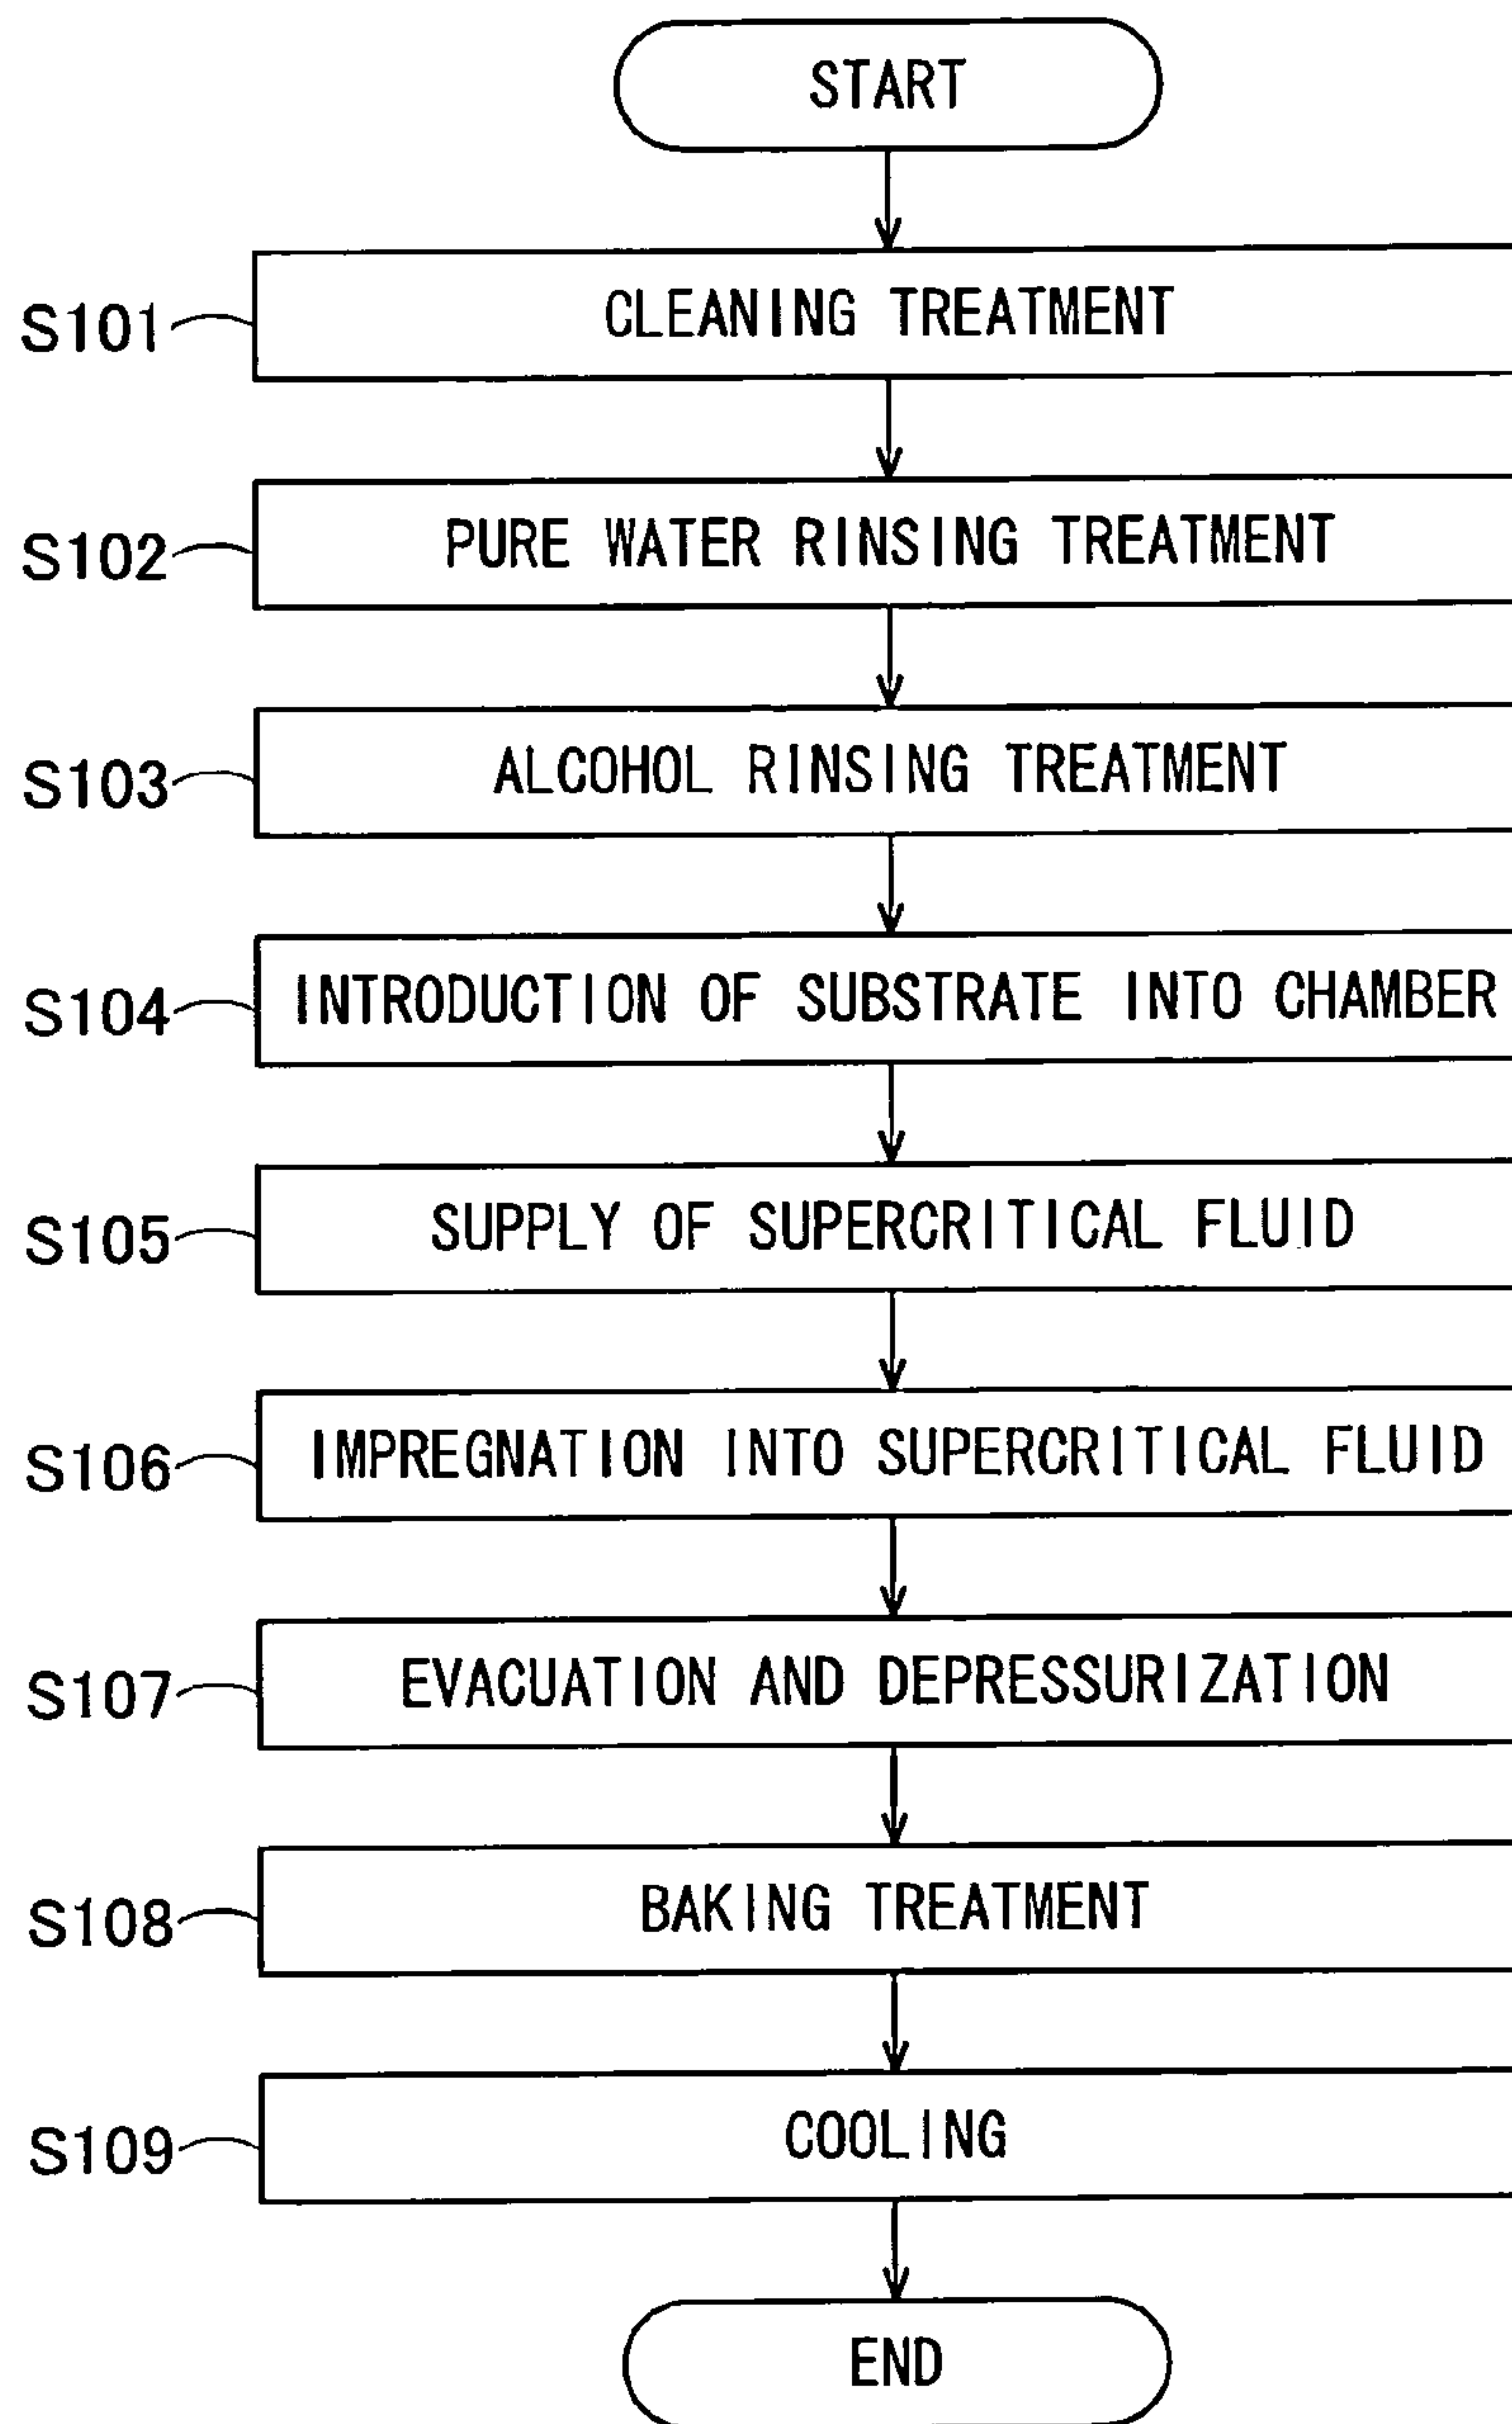 START
S101 CLEANING TREATMENT
S102 PURE WATER RINSING TREATMENT
S103 ALCOHOL RINSING TREATMENT
S104 INTRODUCTION OF SUBSTRATE INTO CHAMBER
S105 SUPPLY OF SUPERCRITICAL FLUID
S106 IMPREGNATION INTO SUPERCRITICAL FLUID
S107 EVACUATION AND DEPRESSURIZATION
S108 BAKING TREATMENT
S109 COOLING
END